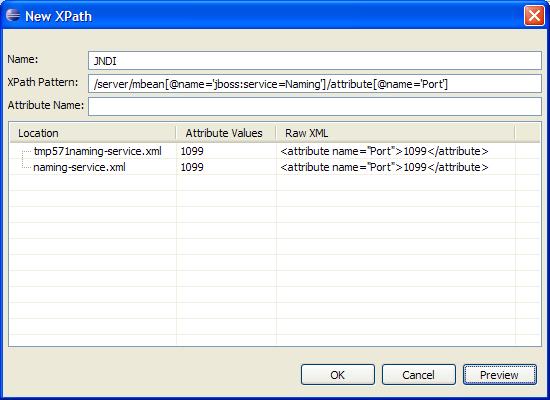 New XPath
Name: JNDI
XPath Pattern: /server/mbean[@name='jboss:service=Naming']/attribute[@name='Port']
Attribute Name:
Location Attribute Values Raw XML
tmp571naming-service.xml 1099 <attribute name="Port">1099</attribute>
naming-service.xml 1099 <attribute name="Port">1099</attribute>
OK Cancel Preview